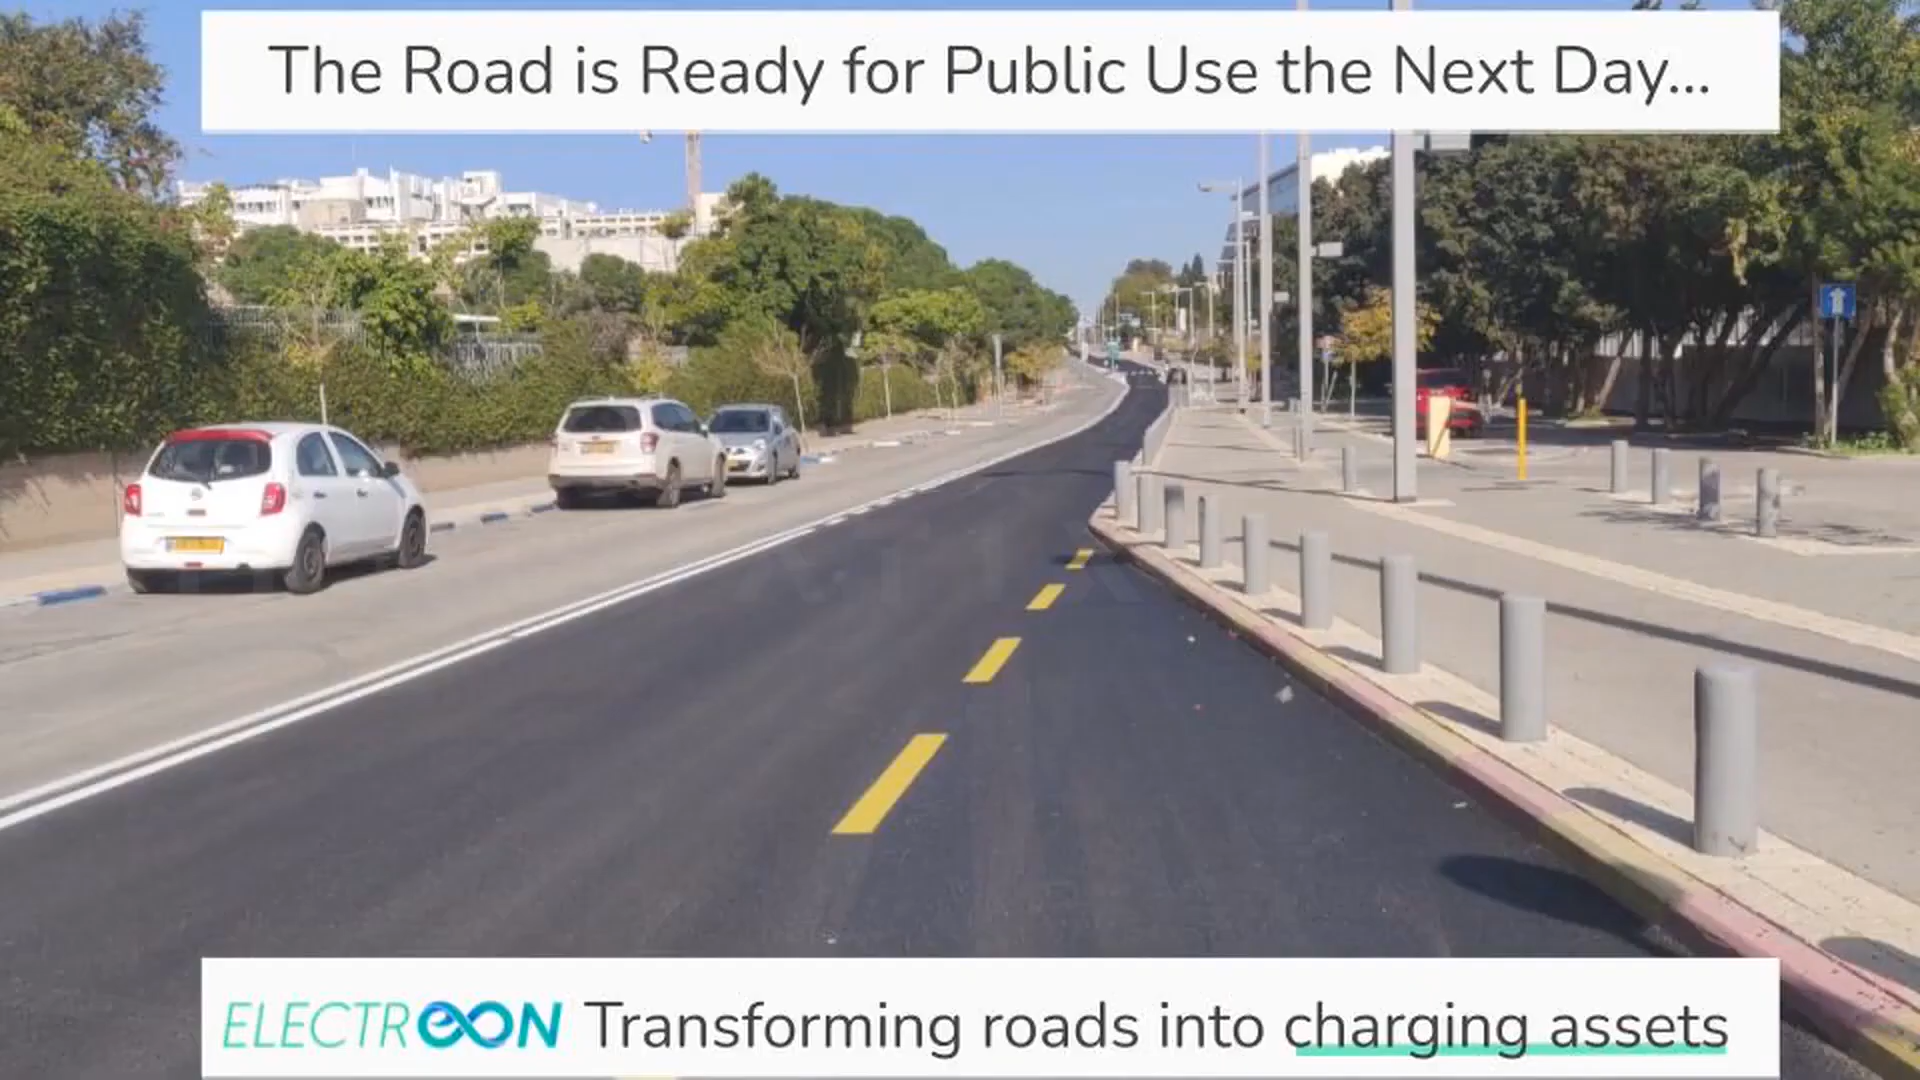 The Road is Ready for Public Use the Next Day...
ELECTREON Transforming roads into charging assets